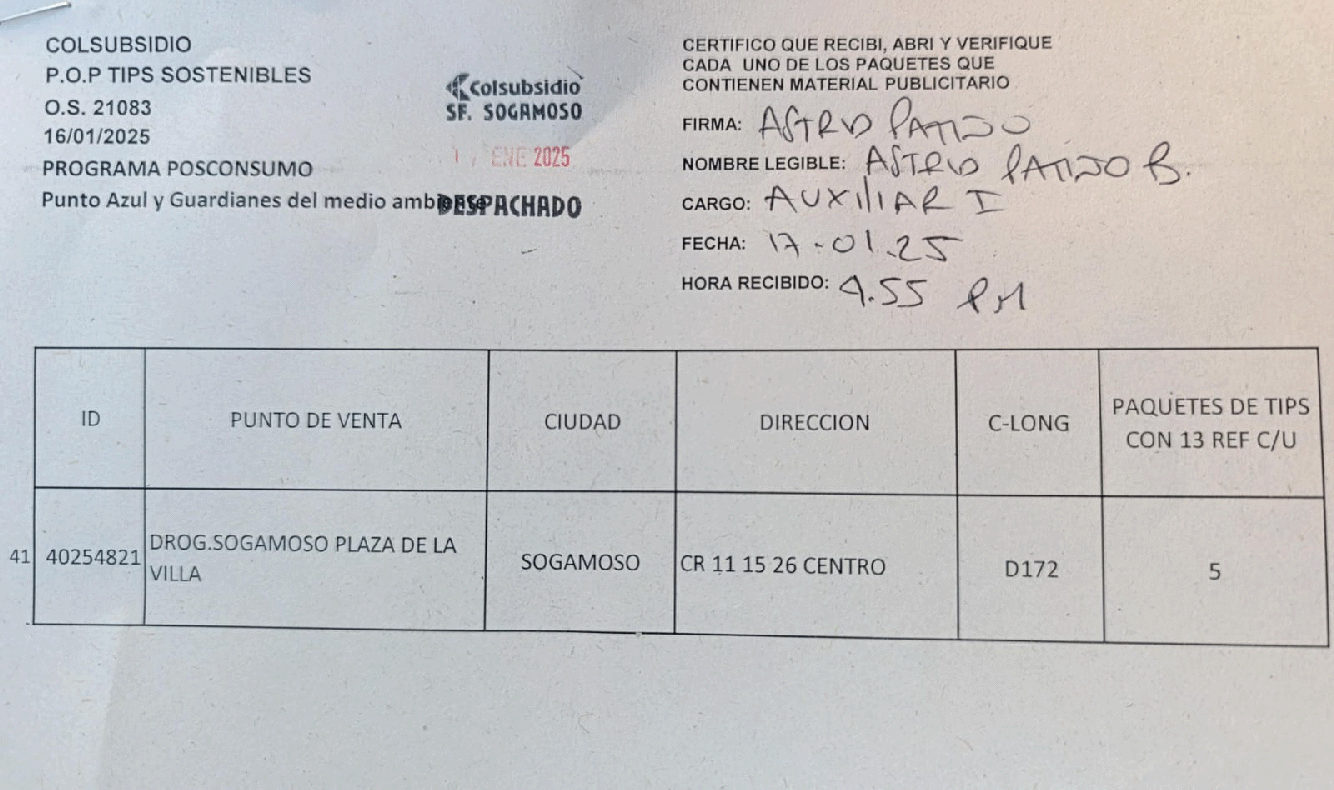 COLSUBSIDIO
P.O.P TIPS SOSTENIBLES
O.S. 21083
16/01/2025
PROGRAMA POSCONSUMO
Punto Azul y Guardianes del medio ambiente
Colsubsidio
SF. SOGAMOSO
17 ENE 2025
DESPACHADO
CERTIFICO QUE RECIBI, ABRI Y VERIFIQUE
CADA UNO DE LOS PAQUETES QUE
CONTIENEN MATERIAL PUBLICITARIO
FIRMA: ASTRID PATIÑO
NOMBRE LEGIBLE: ASTRID PATIÑO B.
CARGO: AUXILIAR I
FECHA: 17-01.25
HORA RECIBIDO: 4.55 PM
ID PUNTO DE VENTA CIUDAD DIRECCION C-LONG PAQUETES DE TIPS
CON 13 REF C/U
41 40254821 DROG.SOGAMOSO PLAZA DE LA
VILLA SOGAMOSO CR 11 15 26 CENTRO D172 5